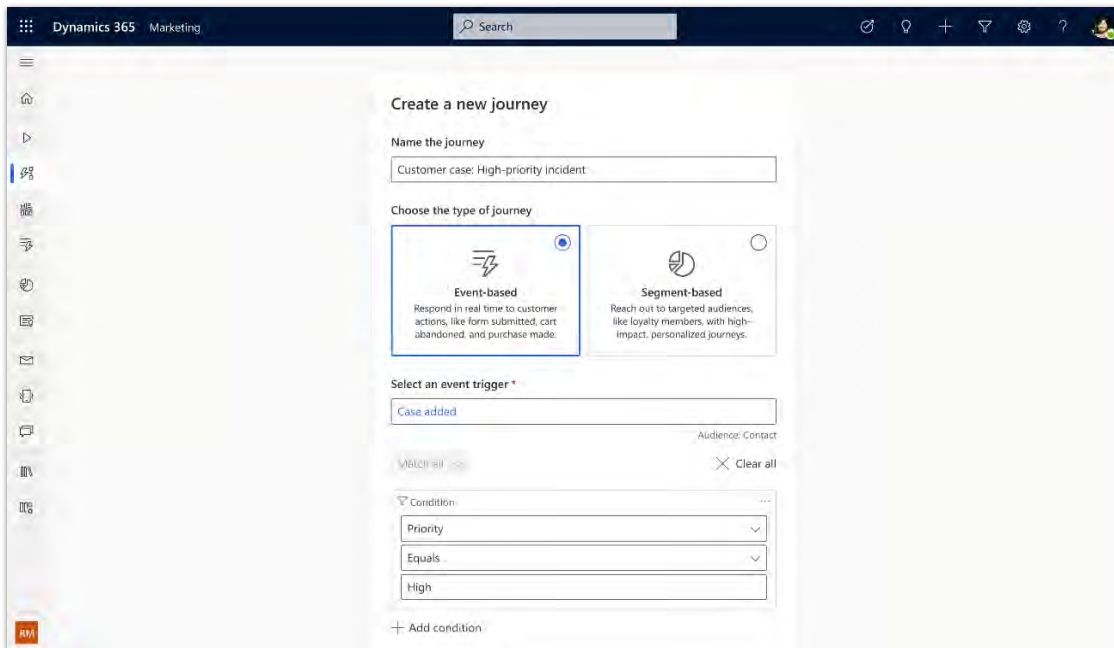 Dynamics 365 Marketing Search ?
Create a new journey
Name the journey
Customer case: High-priority incident
Choose the type of journey
Event-based
Respond in real time to customer
actions, like form submitted, cart
abandoned, and purchase made.
Segment-based
Reach out to targeted audiences,
like loyalty members, with high-
impact, personalized journeys.
Select an event trigger *
Case added
Audience: Contact
Match all
Clear all
Condition
Priority
Equals
High
Add condition
RM